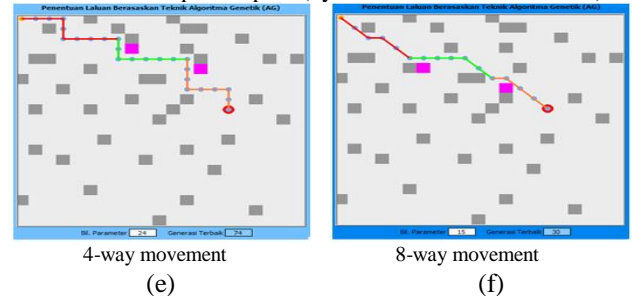 Penentuan Laluan Berasaskan Teknik Algoritma Genetik (AG)
Penentuan Laluan Berasaskan Teknik Algoritma Genetik (AG)
Bil. Parameter 24 Generasi Terbaik 74
Bil. Parameter 15 Generasi Terbaik 30
4-way movement
8-way movement
(e)
(f)